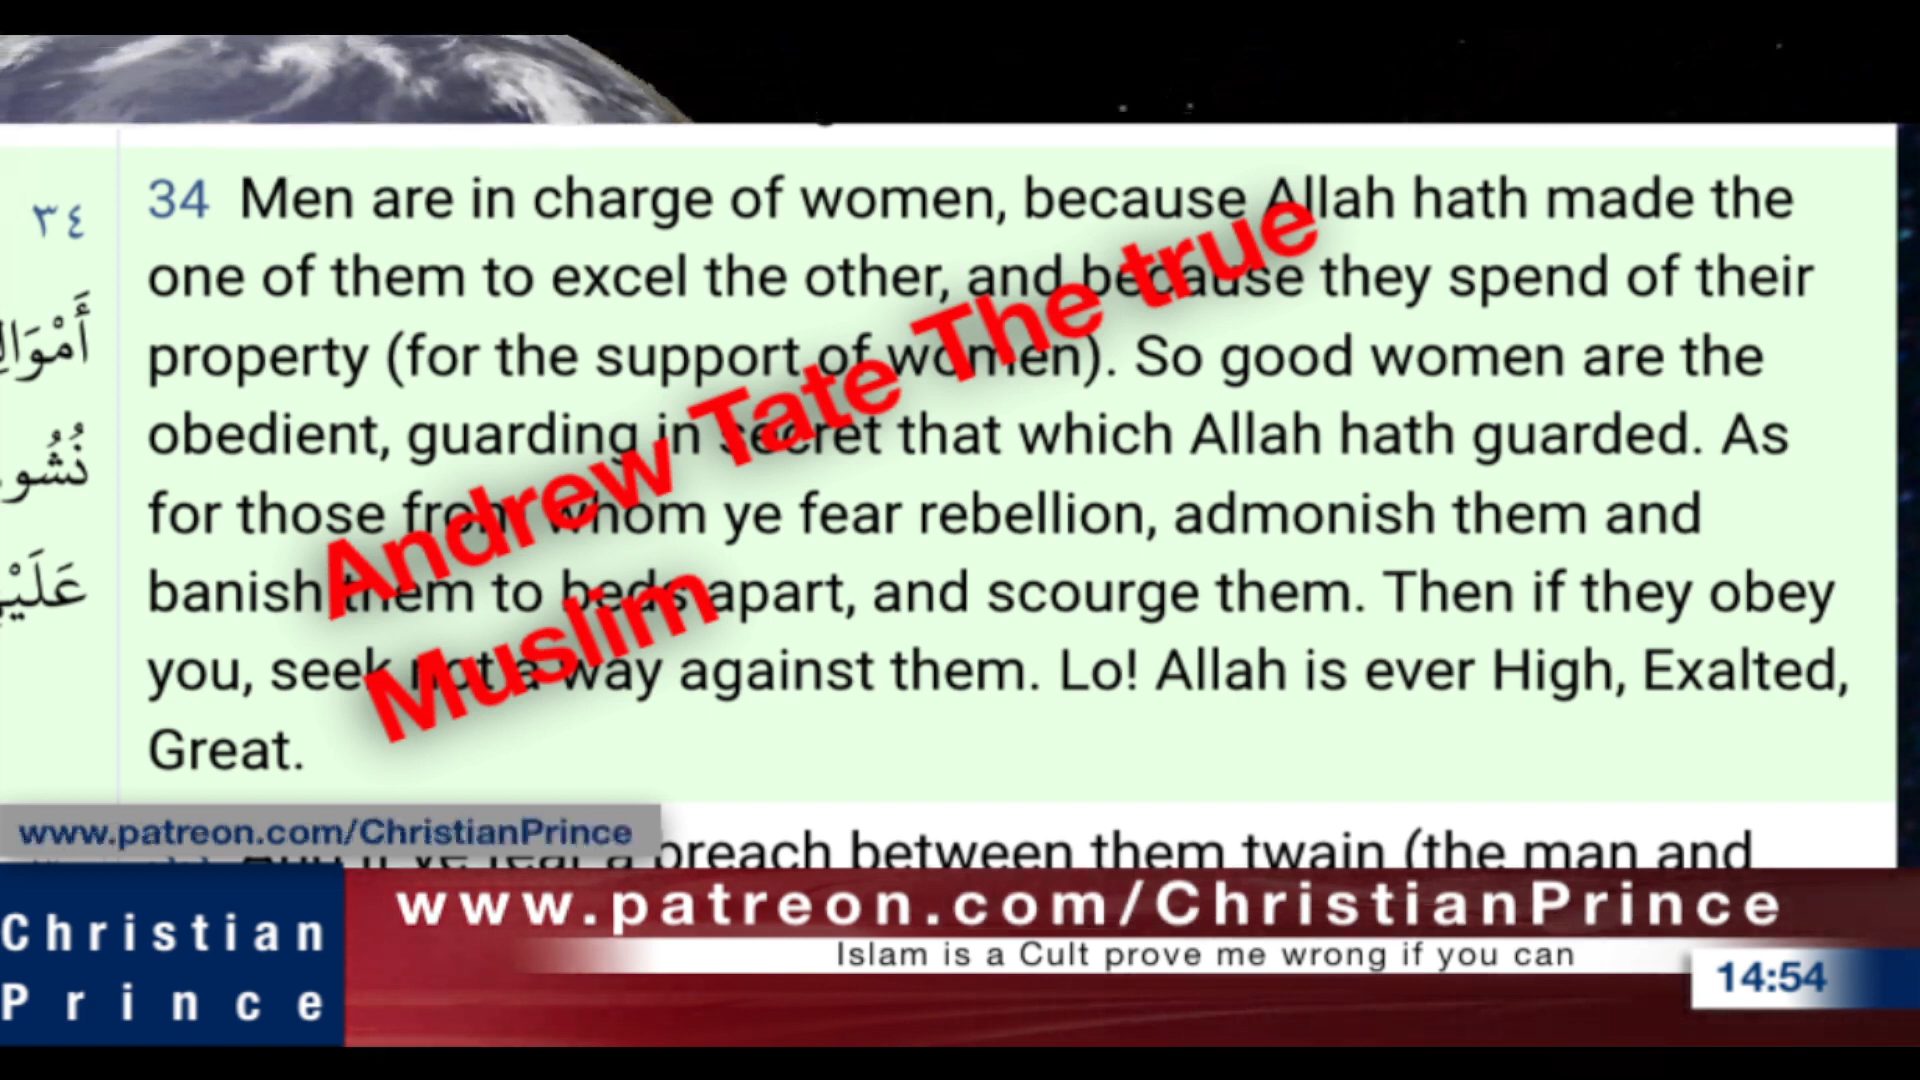 ٣٤
34 Men are in charge of women, because Allah hath made the
one of them to excel the other, and because they spend of their
أَمْوَال
property (for the support of women). So good women are the
obedient, guarding in secret that which Allah hath guarded. As
نُشُو
for those from whom ye fear rebellion, admonish them and
banish them to beds apart, and scourge them. Then if they obey
عَلَيْه
you, seek not a way against them. Lo! Allah is ever High, Exalted,
Great.
Andrew Tate The true
Muslim
www.patreon.com/ChristianPrince
And if ye fear a breach between them twain (the man and
Christian
Prince
www.patreon.com/ChristianPrince
Islam is a Cult prove me wrong if you can
14:54